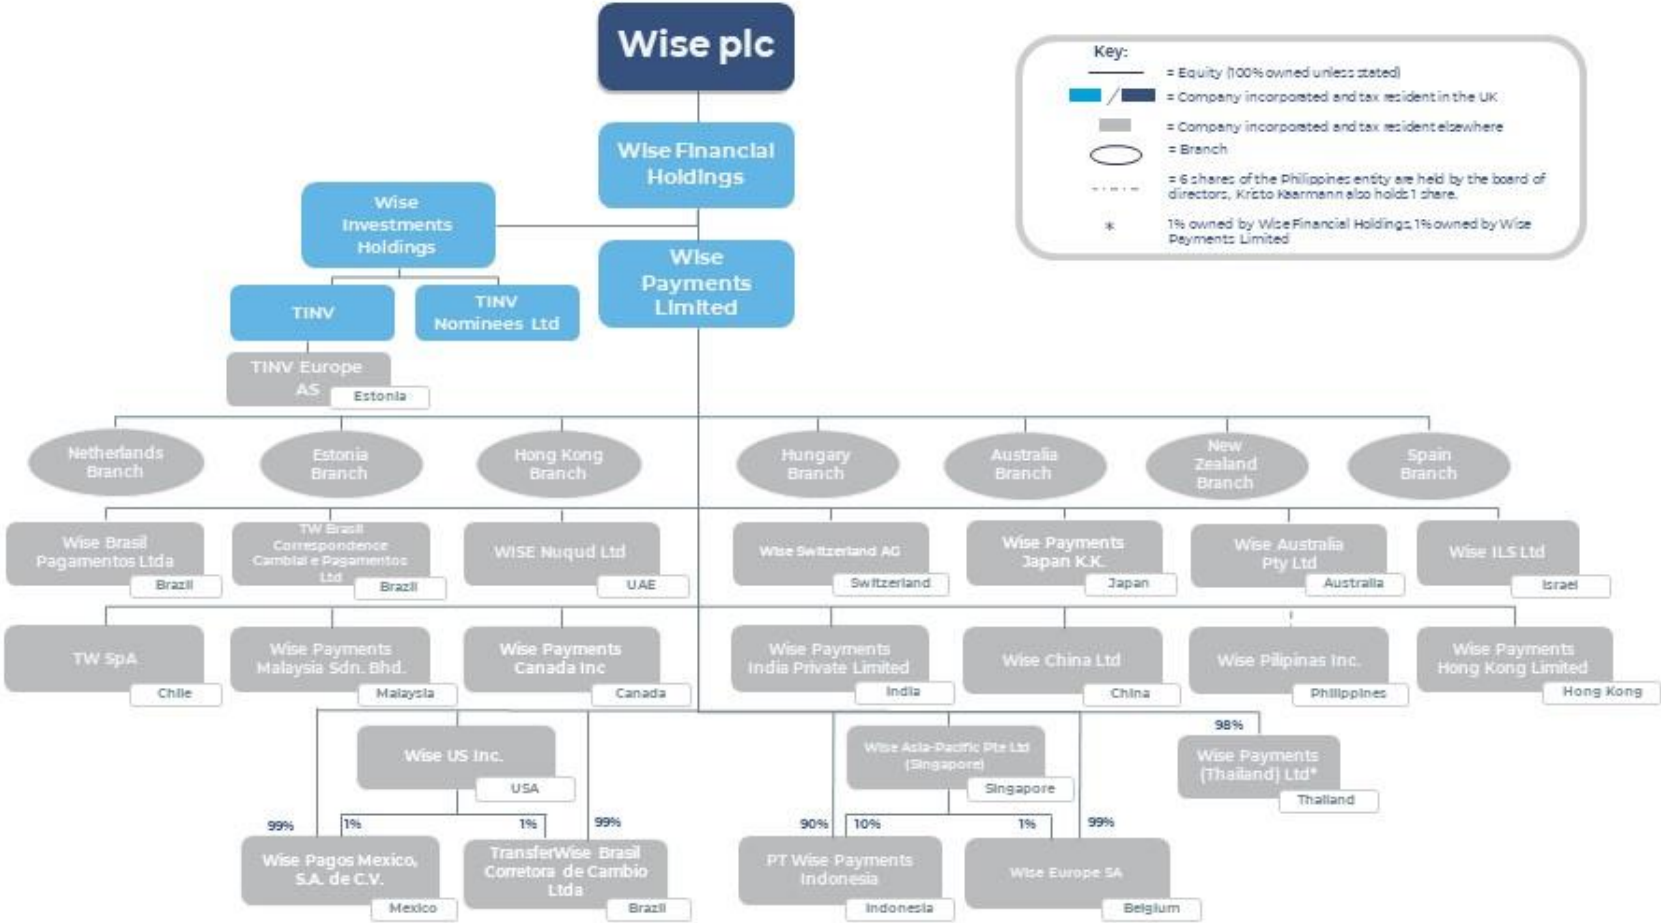 Wise plc
Key:
= Equity (100% owned unless stated)
/
= Company incorporated and tax resident in the UK
= Company incorporated and tax resident elsewhere
= Branch
= 6 shares of the Philippines entity are held by the board of
directors, Kristo Kaarmann also holds 1 share.
*
1% owned by Wise Financial Holdings, 1% owned by Wise
Payments Limited
Wise Financial
Holdings
Wise
Investments
Holdings
Wise
Payments
Limited
TINV
TINV
Nominees Ltd
TINV Europe
AS
Estonia
Netherlands
Branch
Estonia
Branch
Hong Kong
Branch
Hungary
Branch
Australia
Branch
New
Zealand
Branch
Spain
Branch
Wise Brasil
Pagamentos Ltda
Brazil
TW Brasil
Correspondence
Cambial e Pagamentos
Ltd
Brazil
WISE Nuqud Ltd
UAE
Wise Switzerland AG
Switzerland
Wise Payments
Japan K.K.
Japan
Wise Australia
Pty Ltd
Australia
Wise ILS Ltd
Israel
TW SpA
Chile
Wise Payments
Malaysia Sdn. Bhd.
Malaysia
Wise Payments
Canada Inc
Canada
Wise Payments
India Private Limited
India
Wise China Ltd
China
Wise Pilipinas Inc.
Philippines
Wise Payments
Hong Kong Limited
Hong Kong
Wise US Inc.
USA
Wise Asia-Pacific Pte Ltd
(Singapore)
Singapore
98%
Wise Payments
(Thailand) Ltd*
Thailand
99%
1%
1%
99%
90%
10%
1%
99%
Wise Pagos Mexico,
S.A. de C.V.
Mexico
TransferWise Brasil
Corretora de Cambio
Ltda
Brazil
PT Wise Payments
Indonesia
Indonesia
Wise Europe SA
Belgium